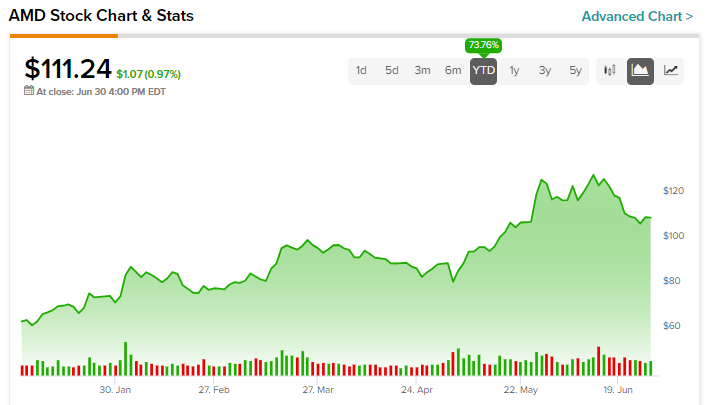 AMD Stock Chart & Stats
Advanced Chart >
73.76%
$111.24 $1.07 (0.97%)
At close: Jun 30 4:00 PM EDT
1d 5d 3m 6m YTD 1y 3y 5y
$120
$100
$80
$60
30. Jan 27. Feb 27. Mar 24. Apr 22. May 19. Jun